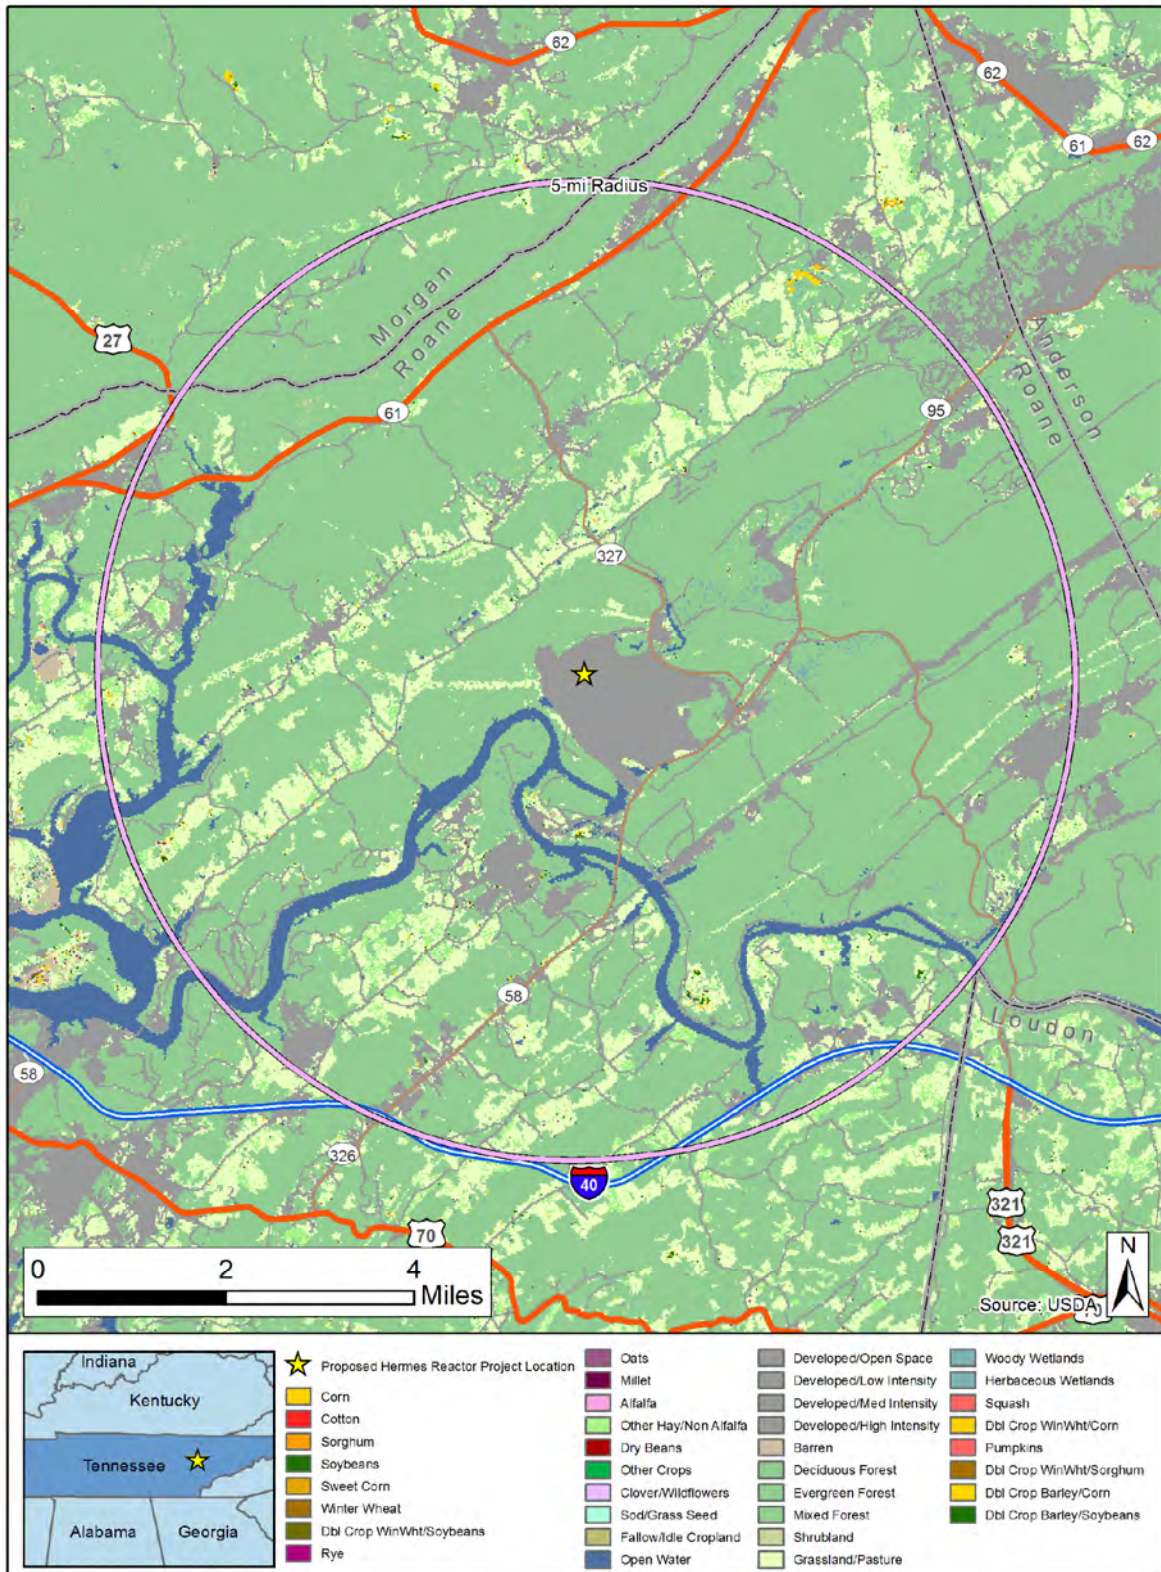 62
62
62
61
5-mi Radius
Morgan
Roane
27
Anderson
Roane
61
95
327
58
Loudon
58
326
40
321
70
321
N
0 2 4
Miles
Source: USDA
Indiana
Kentucky
Tennessee
Alabama
Georgia
Proposed Hermes Reactor Project Location
Corn
Cotton
Sorghum
Soybeans
Sweet Corn
Winter Wheat
Dbl Crop WinWht/Soybeans
Rye
Oats
Millet
Alfalfa
Other Hay/Non Alfalfa
Dry Beans
Other Crops
Clover/Wildflowers
Sod/Grass Seed
Fallow/Idle Cropland
Open Water
Developed/Open Space
Developed/Low Intensity
Developed/Med Intensity
Developed/High Intensity
Barren
Deciduous Forest
Evergreen Forest
Mixed Forest
Shrubland
Grassland/Pasture
Woody Wetlands
Herbaceous Wetlands
Squash
Dbl Crop WinWht/Corn
Pumpkins
Dbl Crop WinWht/Sorghum
Dbl Crop Barley/Corn
Dbl Crop Barley/Soybeans